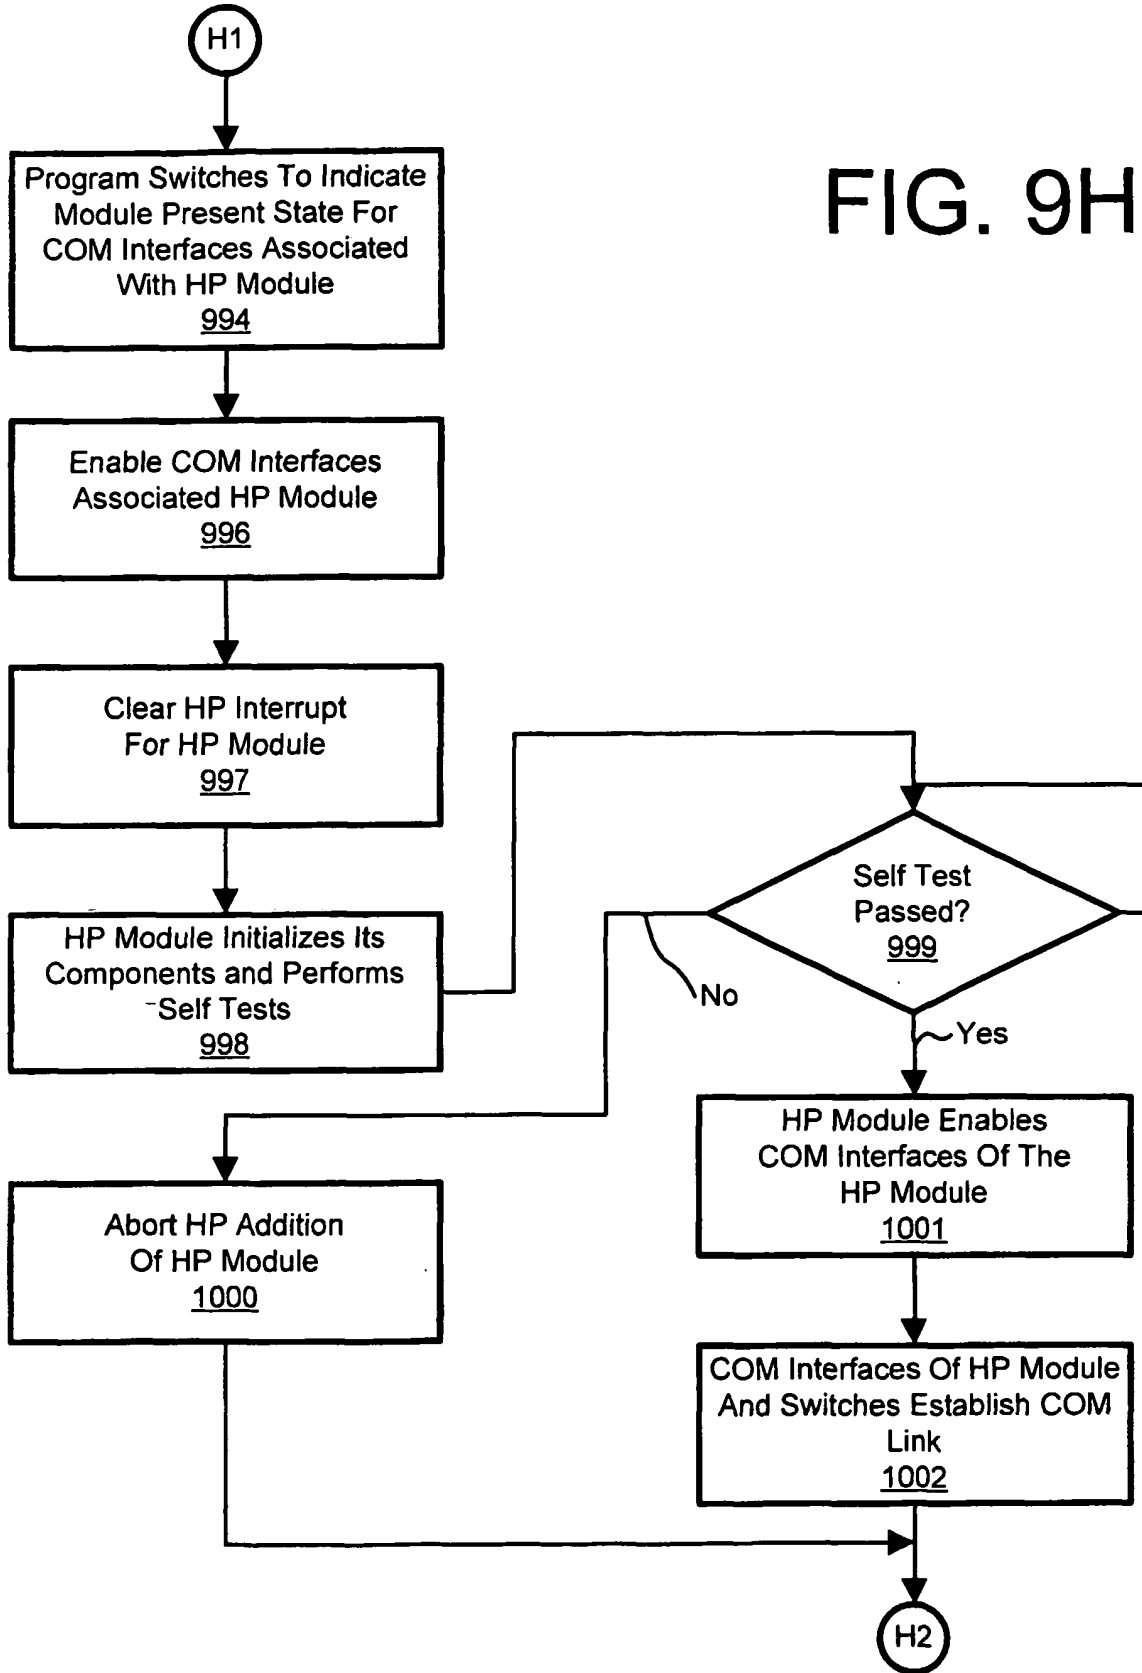 H1
FIG. 9H
Program Switches To Indicate
Module Present State For
COM Interfaces Associated
With HP Module
994
Enable COM Interfaces
Associated HP Module
996
Clear HP Interrupt
For HP Module
997
HP Module Initializes Its
Components and Performs
Self Tests
998
Self Test
Passed?
999
No
Yes
Abort HP Addition
Of HP Module
1000
HP Module Enables
COM Interfaces Of The
HP Module
1001
COM Interfaces Of HP Module
And Switches Establish COM
Link
1002
H2